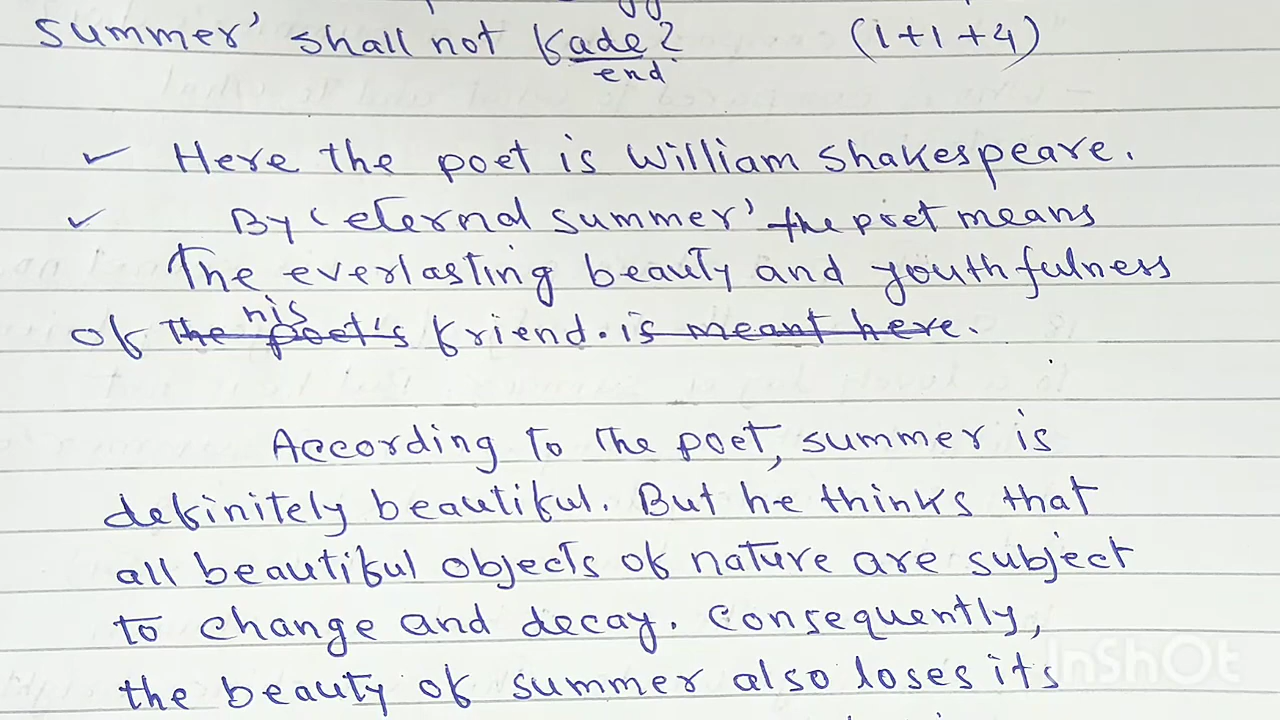 summer' shall not fade? (1+1+4)
end
Here the poet is William Shakespeare.
By 'eternal summer' the poet means
The everlasting beauty and youthfulness
his
of the poet's friend. is meant here.
According to the poet, summer is
definitely beautiful. But he thinks that
all beautiful objects of nature are subject
to change and decay. Consequently,
the beauty of summer also loses its
InShOt